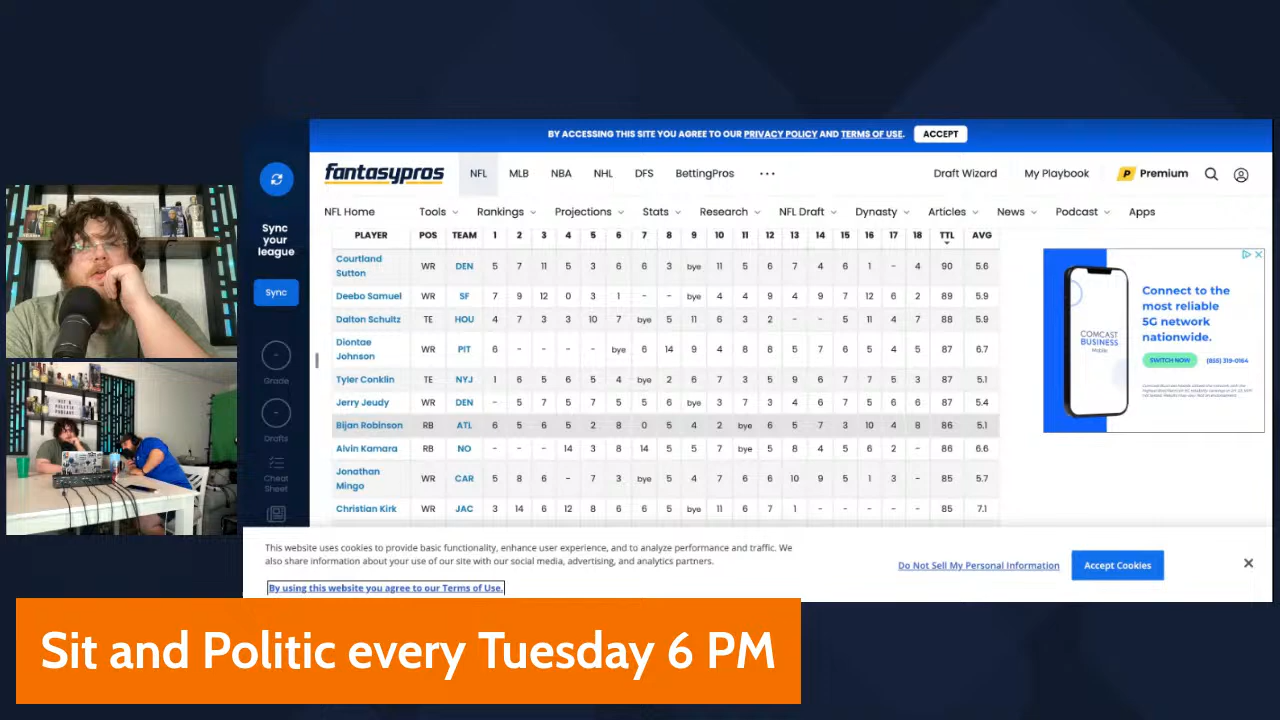 BY ACCESSING THIS SITE YOU AGREE TO OUR PRIVACY POLICY AND TERMS OF USE. ACCEPT
fantasypros NFL MLB NBA NHL DFS BettingPros ... Draft Wizard My Playbook P Premium
NFL Home Tools Rankings Projections Stats Research NFL Draft Dynasty Articles News Podcast Apps
Sync
your
league
Sync
-
Grade
-
Drafts
Cheat
Sheet
PLAYER POS TEAM 1 2 3 4 5 6 7 8 9 10 11 12 13 14 15 16 17 18 TTL AVG
Courtland
Sutton WR DEN 5 7 11 5 3 6 6 3 bye 11 5 6 7 4 6 1 - 4 90 5.6
Deebo Samuel WR SF 7 9 12 0 3 1 - - bye 4 4 9 4 9 7 12 6 2 89 5.9
Dalton Schultz TE HOU 4 7 3 3 10 7 bye 5 11 6 3 2 - - 5 11 4 7 88 5.9
Diontae
Johnson WR PIT 6 - - - - bye 6 14 9 4 8 8 5 7 6 5 4 5 87 6.7
Tyler Conklin TE NYJ 1 6 5 6 5 4 bye 2 6 7 3 5 9 6 7 7 5 3 87 5.1
Jerry Jeudy WR DEN - 4 7 5 7 5 5 6 bye 3 7 3 4 6 7 6 5 7 87 5.4
Bijan Robinson RB ATL 6 5 6 5 2 8 0 5 4 2 bye 6 5 7 3 10 4 8 86 5.1
Alvin Kamara RB NO - - - 14 3 8 14 5 5 7 bye 5 8 4 5 6 2 - 86 6.6
Jonathan
Mingo WR CAR 5 8 6 - 7 3 bye 5 4 7 6 6 10 9 5 1 3 - 85 5.7
Christian Kirk WR JAC 3 14 6 12 8 6 6 5 bye 11 6 7 1 - - - - - 85 7.1
Connect to the
most reliable
5G network
nationwide.
COMCAST
BUSINESS
Mobile
SWITCH NOW (855) 319-0164
This website uses cookies to provide basic functionality, enhance user experience, and to analyze performance and traffic. We
also share information about your use of our site with our social media, advertising, and analytics partners.
By using this website you agree to our Terms of Use.
Do Not Sell My Personal Information Accept Cookies
Sit and Politic every Tuesday 6 PM